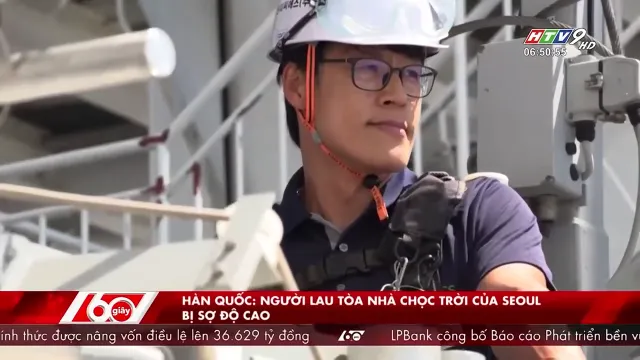 HTV9 HD
06:50:55
60 giây
HÀN QUỐC: NGƯỜI LAU TÒA NHÀ CHỌC TRỜI CỦA SEOUL
BỊ SỢ ĐỘ CAO
ính thức được nâng vốn điều lệ lên 36.629 tỷ đồng 60 LPBank công bố Báo cáo Phát triển bền v